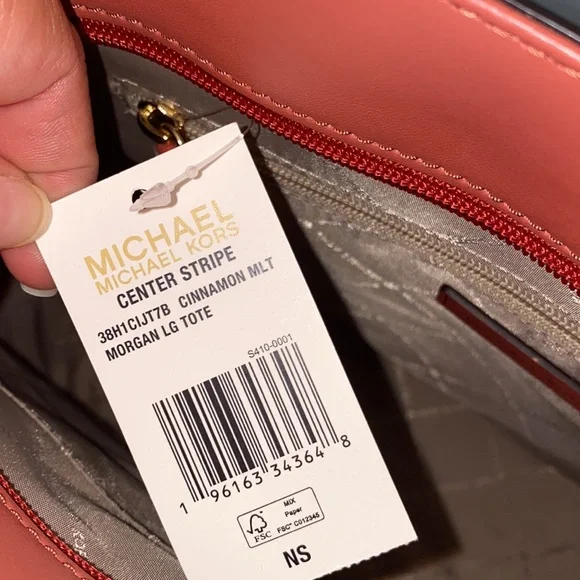 MICHAEL
MICHAEL KORS
CENTER STRIPE
38H1CIJT7B CINNAMON MLT
MORGAN LG TOTE
S410-0001
1 96163 34364 8
FSC
MIX
Paper
FSC® C012345
NS